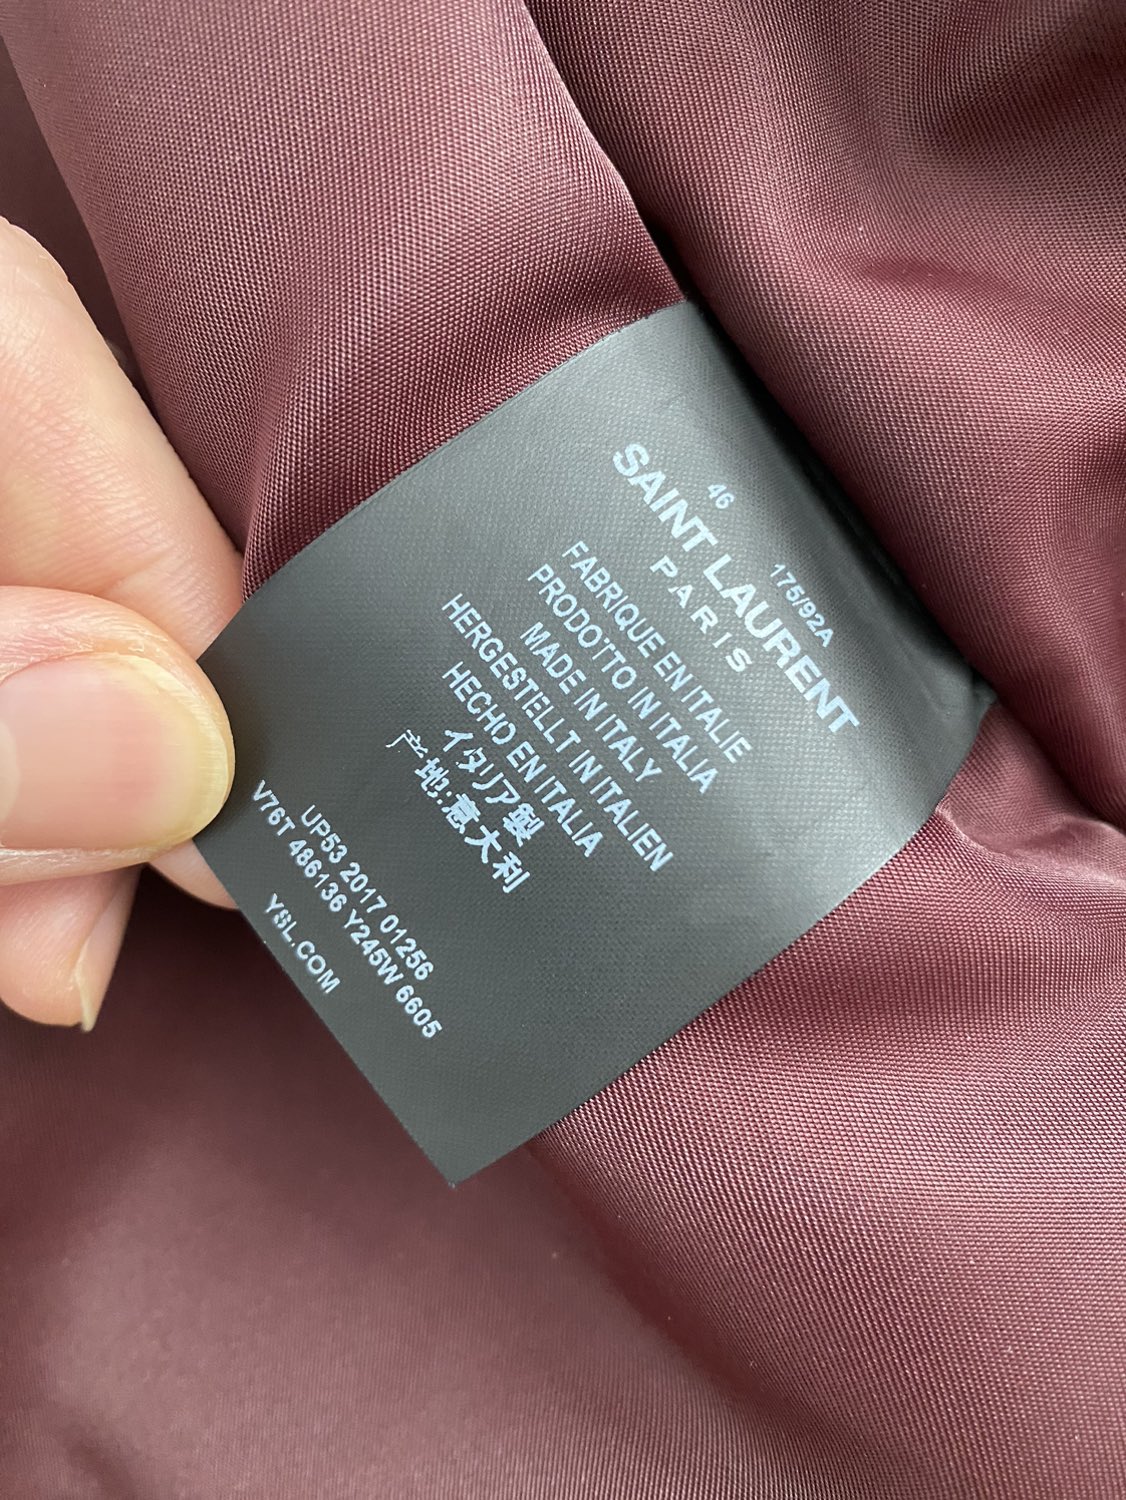 46 175/92A
SAINT LAURENT
PARIS
FABRIQUE EN ITALIE
PRODOTTO IN ITALIA
MADE IN ITALY
HERGESTELLT IN ITALIEN
HECHO EN ITALIA
イタリア製
产地:意大利
UP53 2017 01256
V76T 486136 Y245W 6605
YSL.COM